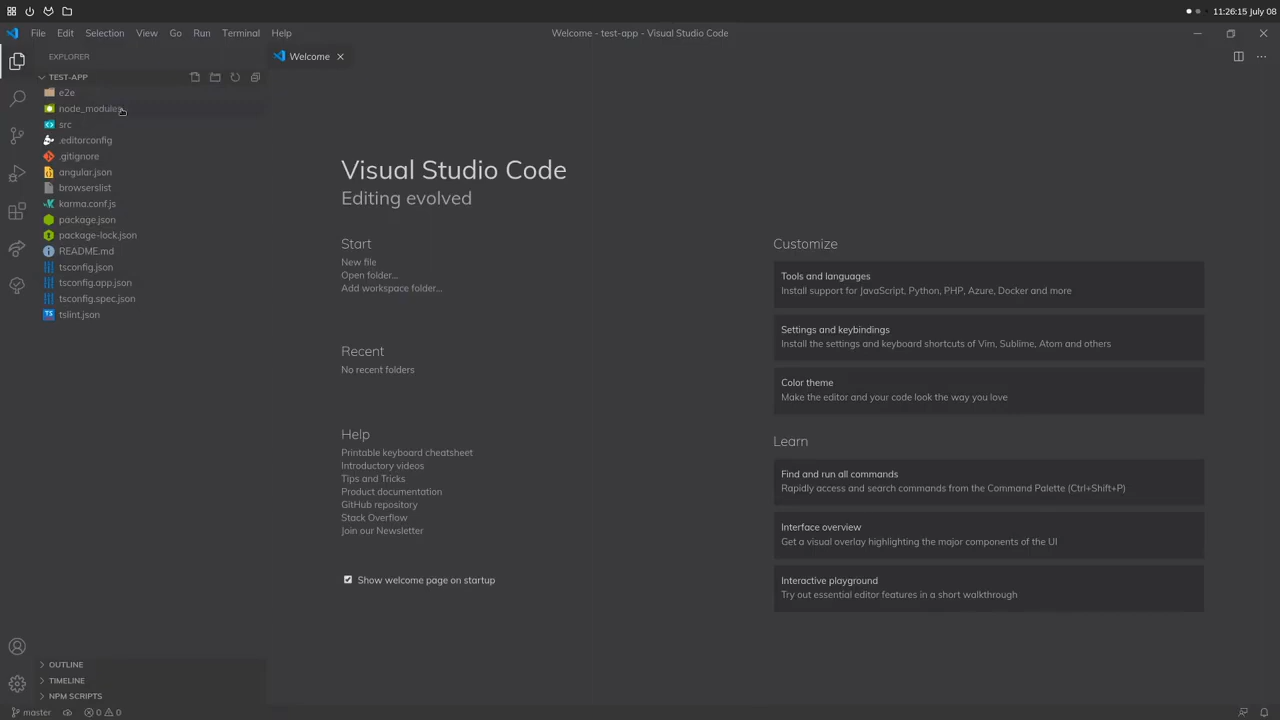 11:26:15 July 08
File Edit Selection View Go Run Terminal Help
Welcome - test-app - Visual Studio Code
EXPLORER
Welcome
TEST-APP
e2e
node_modules
src
.editorconfig
.gitignore
angular.json
browserslist
karma.conf.js
package.json
package-lock.json
README.md
tsconfig.json
tsconfig.app.json
tsconfig.spec.json
TS tslint.json
OUTLINE
TIMELINE
NPM SCRIPTS
Visual Studio Code
Editing evolved
Start
New file
Open folder...
Add workspace folder...
Recent
No recent folders
Help
Printable keyboard cheatsheet
Introductory videos
Tips and Tricks
Product documentation
GitHub repository
Stack Overflow
Join our Newsletter
Show welcome page on startup
Customize
Tools and languages
Install support for JavaScript, Python, PHP, Azure, Docker and more
Settings and keybindings
Install the settings and keyboard shortcuts of Vim, Sublime, Atom and others
Color theme
Make the editor and your code look the way you love
Learn
Find and run all commands
Rapidly access and search commands from the Command Palette (Ctrl+Shift+P)
Interface overview
Get a visual overlay highlighting the major components of the UI
Interactive playground
Try out essential editor features in a short walkthrough
master 0 0